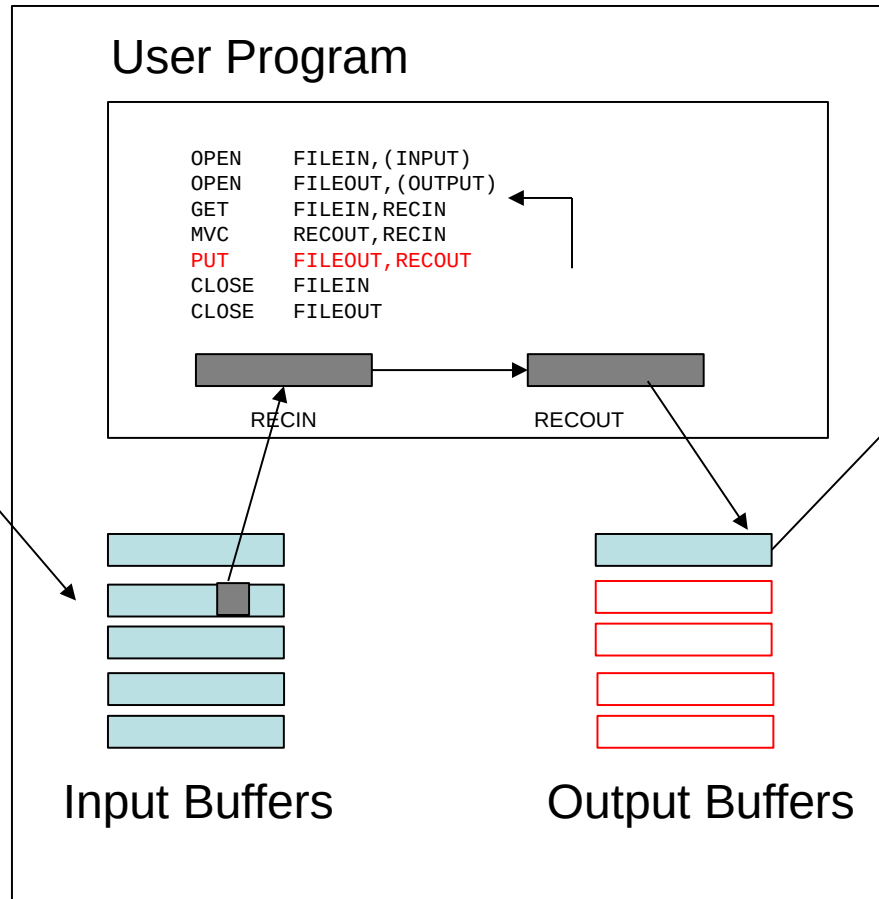 User Program
OPEN FILEIN,(INPUT)
OPEN FILEOUT,(OUTPUT)
GET FILEIN,RECIN
MVC RECOUT,RECIN
PUT FILEOUT,RECOUT
CLOSE FILEIN
CLOSE FILEOUT
RECIN RECOUT
Input Buffers Output Buffers